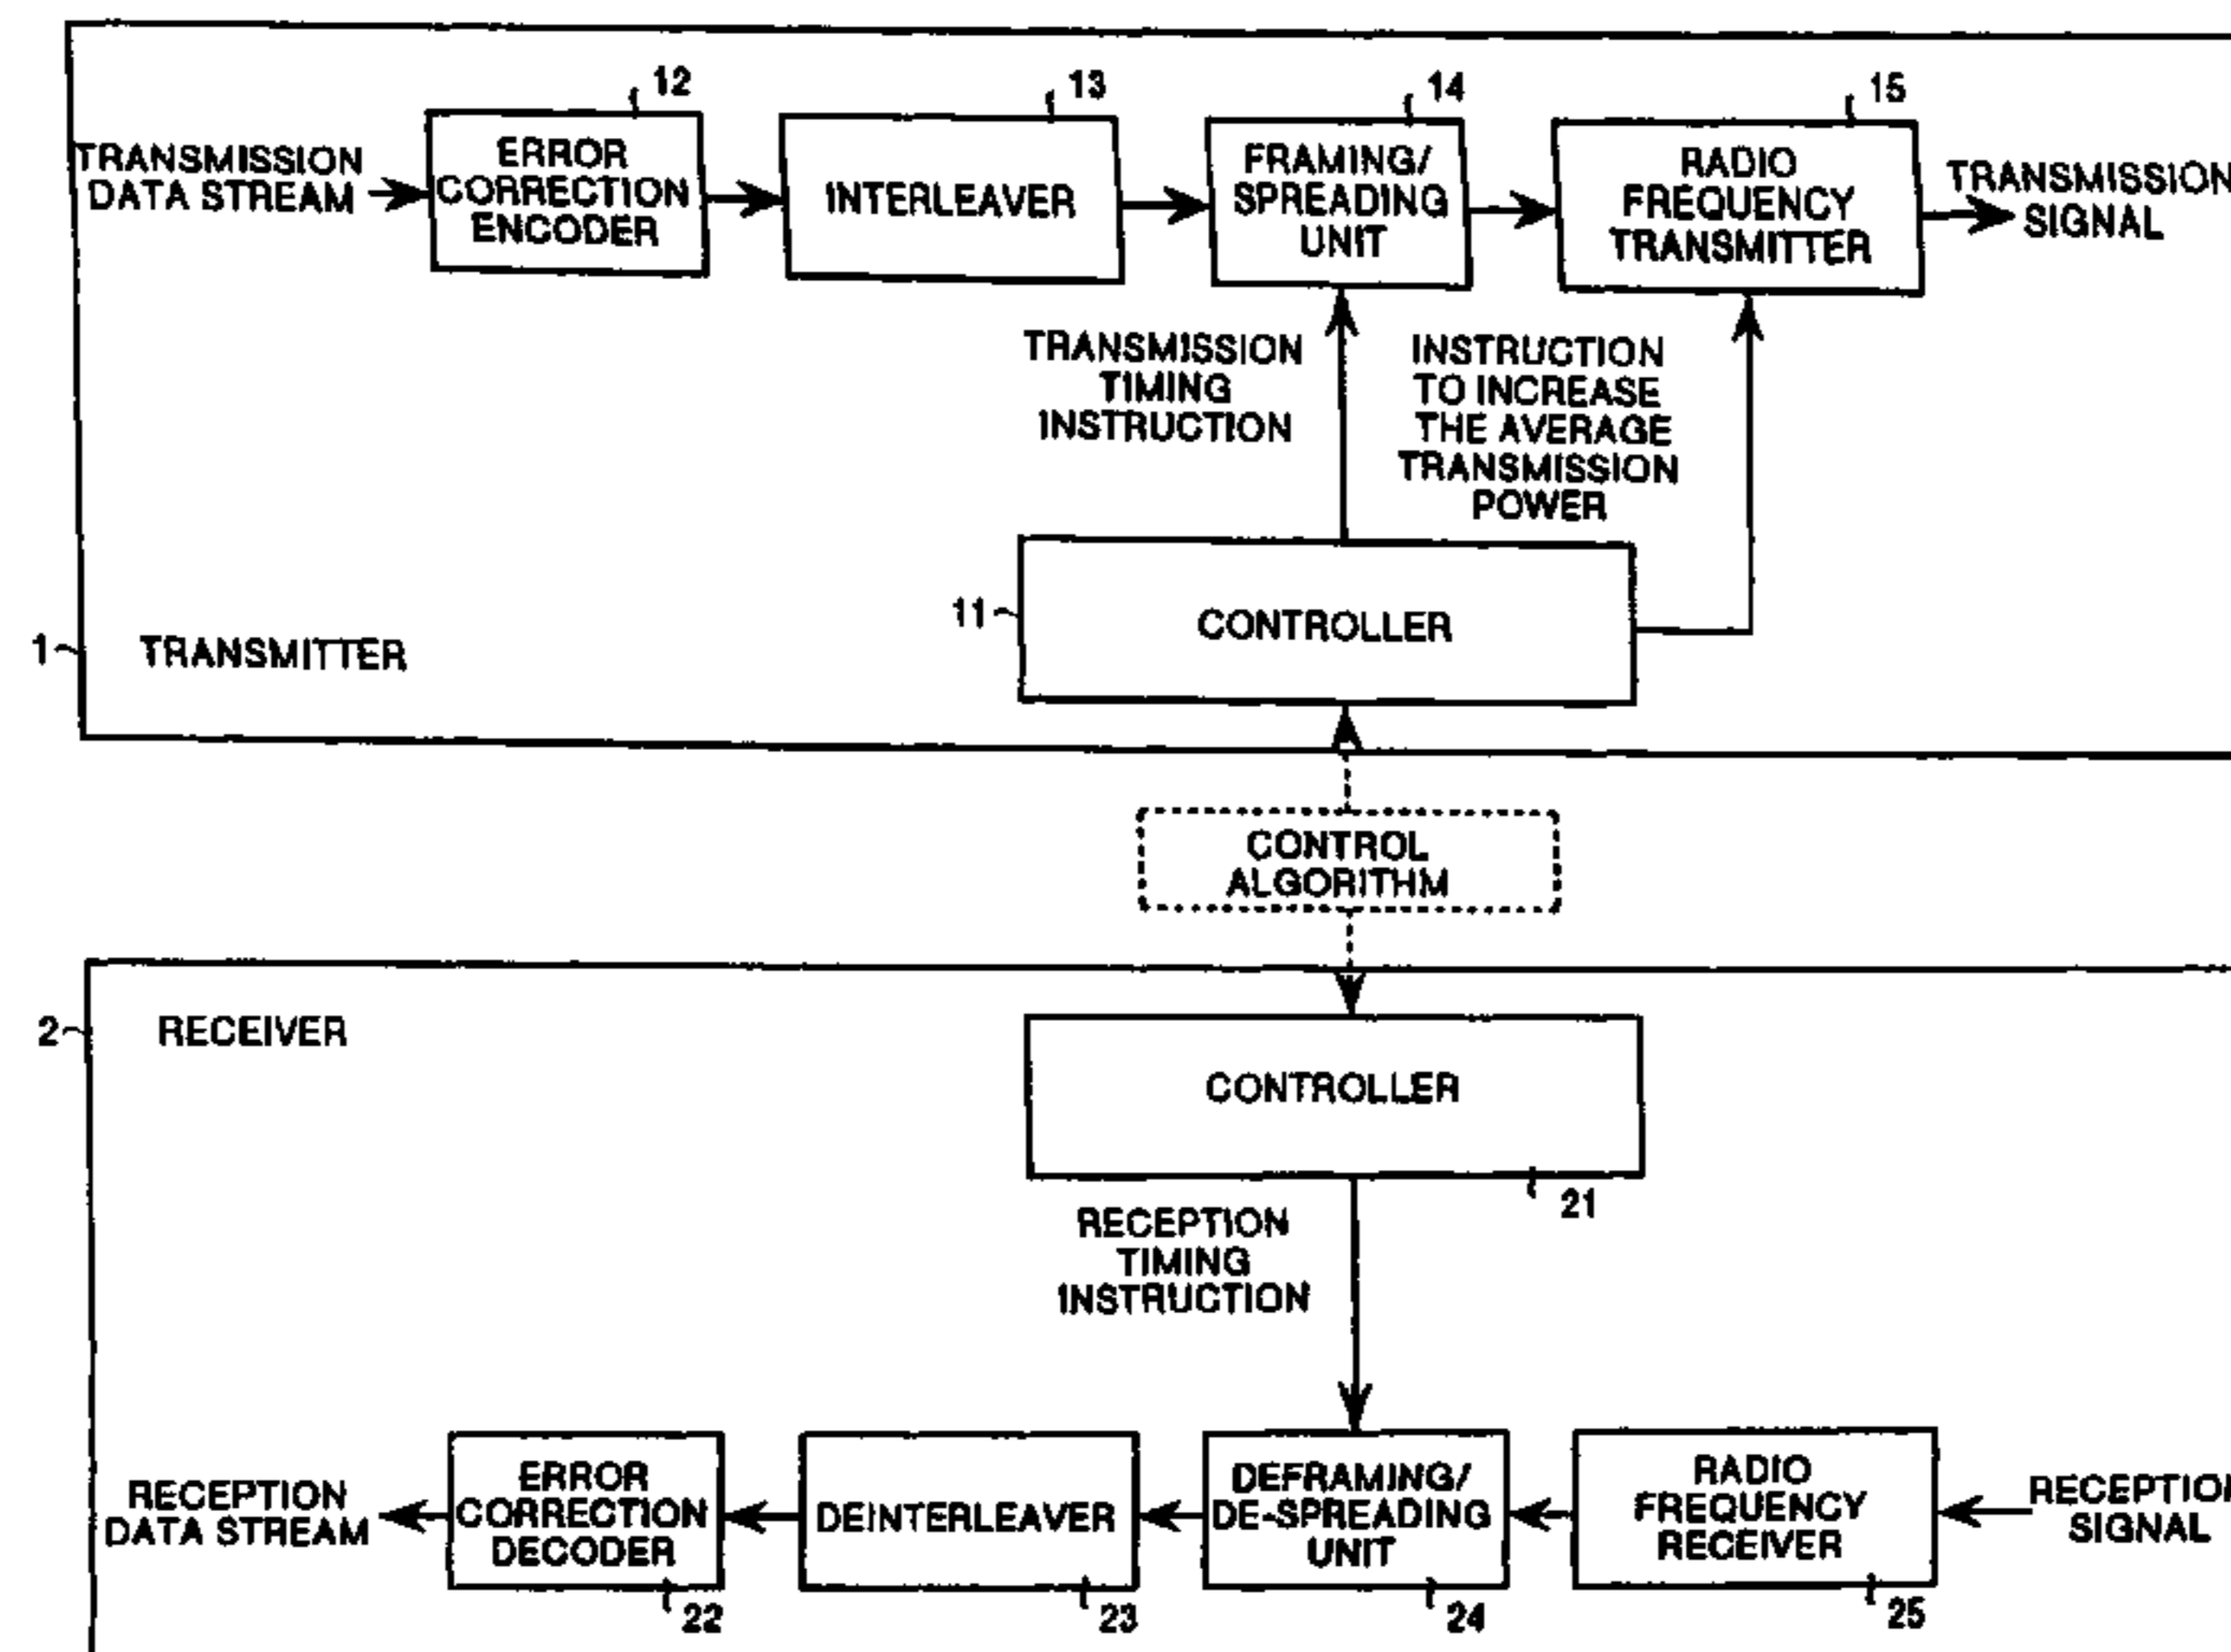 12
13
14
15
TRANSMISSION
DATA STREAM
ERROR
CORRECTION
ENCODER
INTERLEAVER
FRAMING/
SPREADING
UNIT
RADIO
FREQUENCY
TRANSMITTER
TRANSMISSION
SIGNAL
TRANSMISSION
TIMING
INSTRUCTION
INSTRUCTION
TO INCREASE
THE AVERAGE
TRANSMISSION
POWER
11
CONTROLLER
1
TRANSMITTER
CONTROL
ALGORITHM
2
RECEIVER
CONTROLLER
21
RECEPTION
TIMING
INSTRUCTION
RECEPTION
DATA STREAM
ERROR
CORRECTION
DECODER
DEINTERLEAVER
DEFRAMING/
DE-SPREADING
UNIT
RADIO
FREQUENCY
RECEIVER
RECEPTION
SIGNAL
22
23
24
25